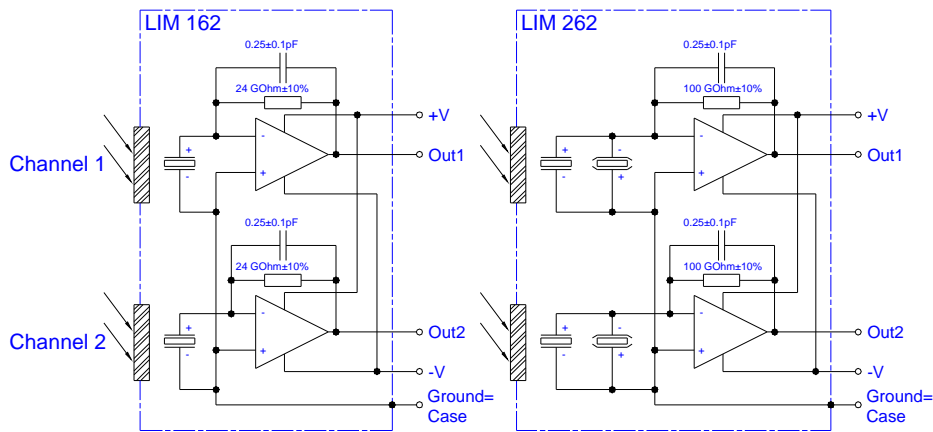 LIM 162
0.25±0.1pF
24 GOhm±10%
+V
Channel 1
+
-
-
+
Out1
0.25±0.1pF
24 GOhm±10%
Channel 2
+
-
-
+
Out2
-V
Ground=
Case
LIM 262
0.25±0.1pF
100 GOhm±10%
+V
+
-
-
+
-
+
Out1
0.25±0.1pF
100 GOhm±10%
+
-
-
+
-
+
Out2
-V
Ground=
Case